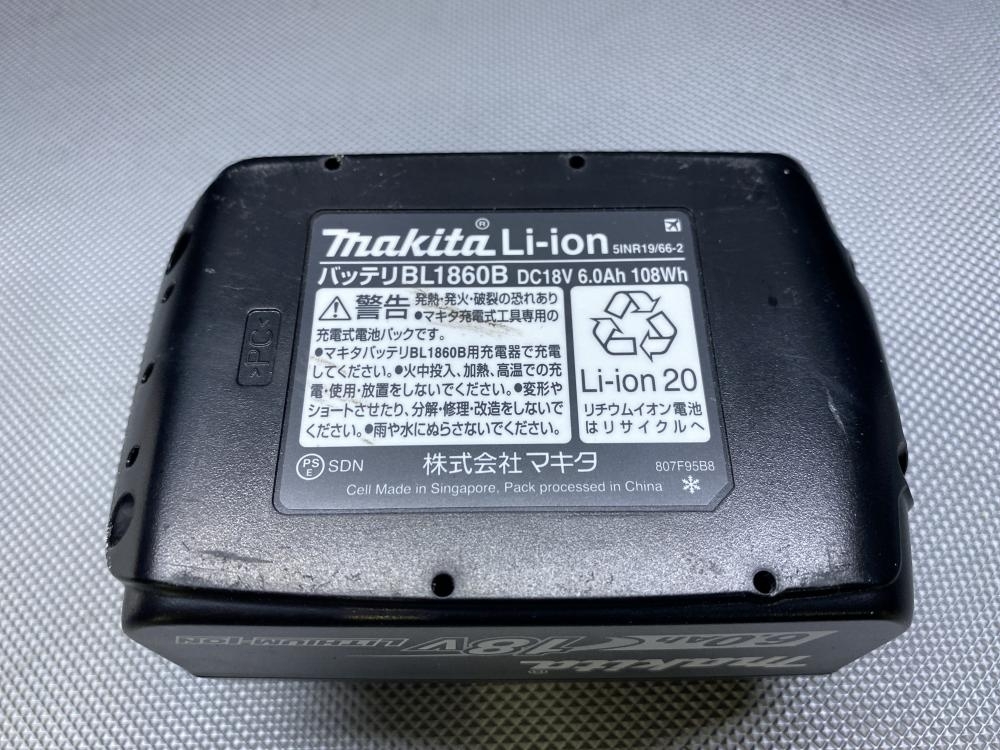 makita® Li-ion 5INR19/66-2
バッテリBL1860B DC18V 6.0Ah 108Wh
警告 発熱・発火・破裂の恐れあり
●マキタ充電式工具専用の
充電式電池パックです。
●マキタバッテリBL1860B用充電器で充電
してください。●火中投入、加熱、高温での充
電・使用・放置をしないでください。●変形や
ショートさせたり、分解・修理・改造をしないで
ください。●雨や水にぬらさないでください。
Li-ion 20
リチウムイオン電池
はリサイクルへ
PSE SDN 株式会社 マキタ 807F95B8
Cell Made in Singapore, Pack processed in China
>PC<
6.0Ah 18V LITHIUM-ION
makita®